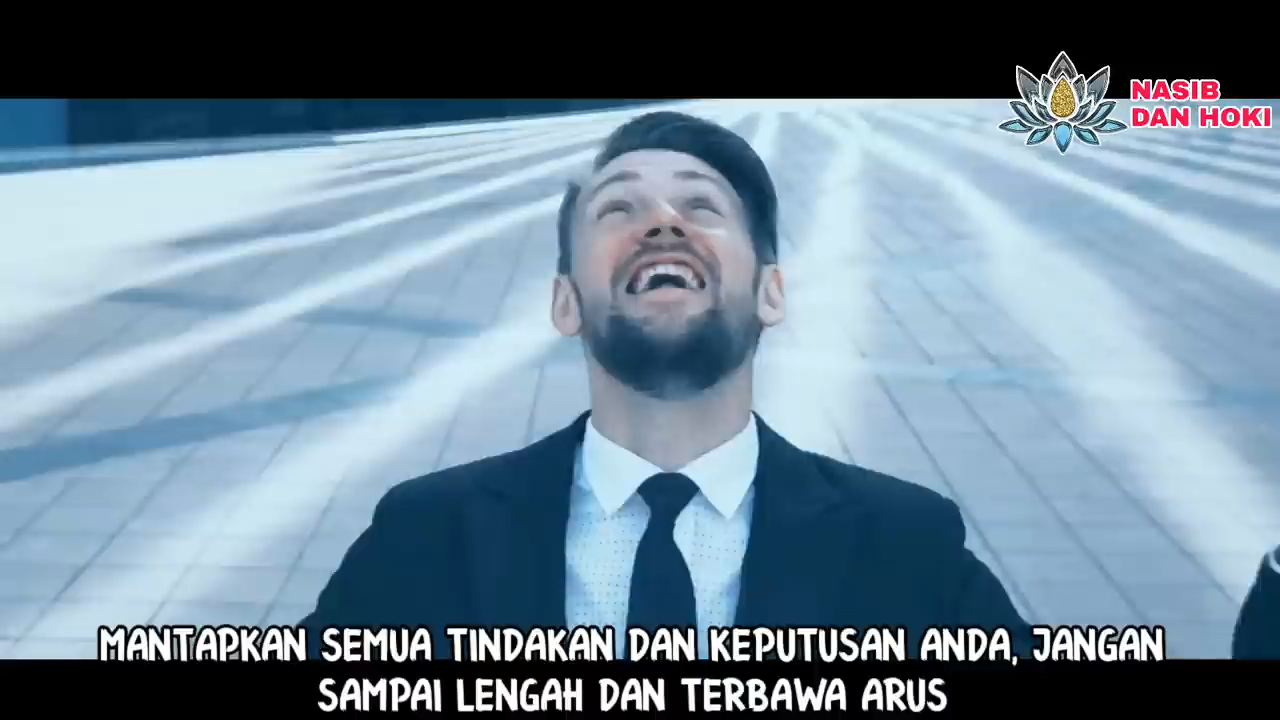 NASIB
DAN HOKI
MANTAPKAN SEMUA TINDAKAN DAN KEPUTUSAN ANDA, JANGAN
SAMPAI LENGAH DAN TERBAWA ARUS